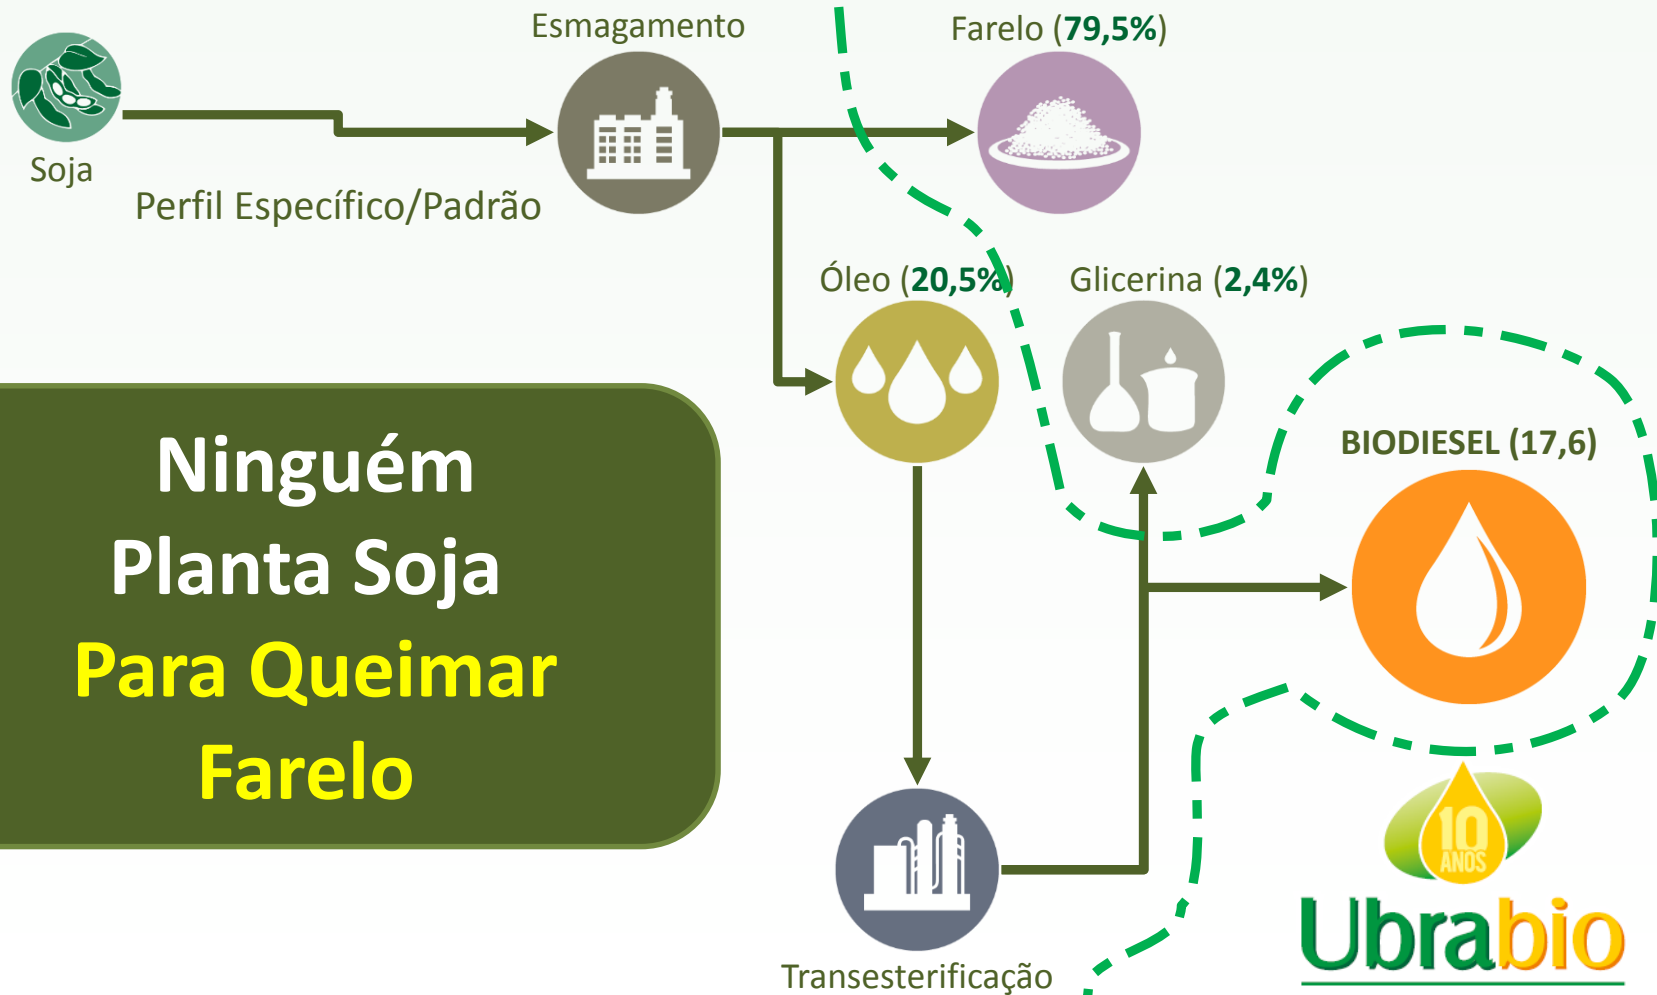 Esmagamento
Farelo (79,5%)
Soja
Perfil Específico/Padrão
Óleo (20,5%)
Glicerina (2,4%)
BIODIESEL (17,6)
Ninguém
Planta Soja
Para Queimar
Farelo
10
ANOS
Ubrabio
Transesterificação